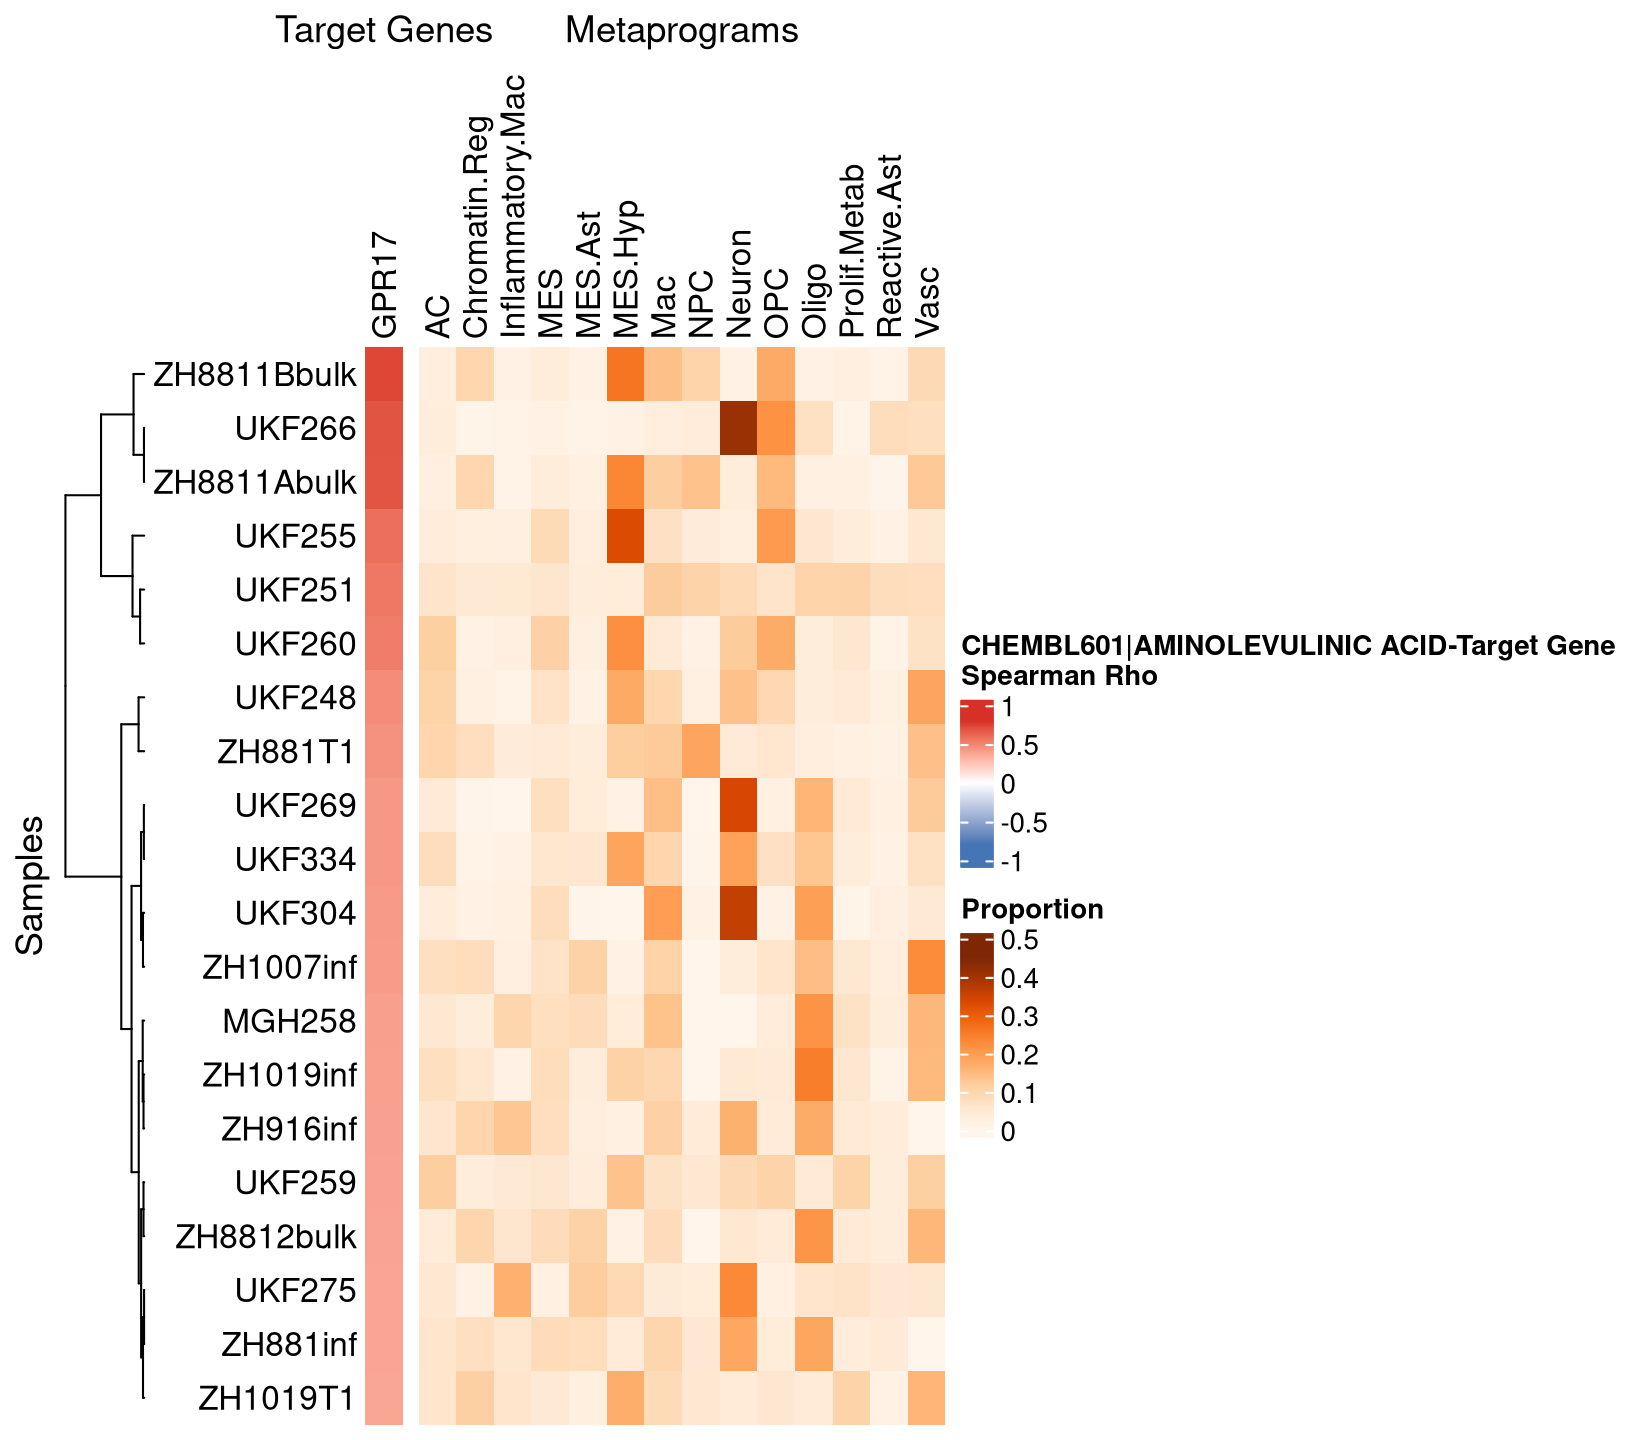 Target Genes Metaprograms
GPR17
AC
Chromatin.Reg
Inflammatory.Mac
MES
MES.Ast
MES.Hyp
Mac
NPC
Neuron
OPC
Oligo
Prolif.Metab
Reactive.Ast
Vasc
Samples
ZH8811Bbulk
UKF266
ZH8811Abulk
UKF255
UKF251
UKF260
UKF248
ZH881T1
UKF269
UKF334
UKF304
ZH1007inf
MGH258
ZH1019inf
ZH916inf
UKF259
ZH8812bulk
UKF275
ZH881inf
ZH1019T1
CHEMBL601|AMINOLEVULINIC ACID-Target Gene
Spearman Rho
1
0.5
0
-0.5
-1
Proportion
0.5
0.4
0.3
0.2
0.1
0